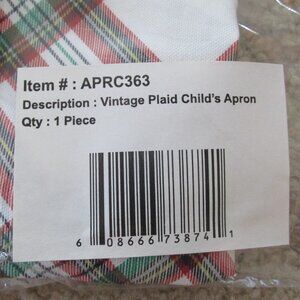 Item # : APRC363
Description : Vintage Plaid Child's Apron
Qty : 1 Piece
6 08666 73874 1